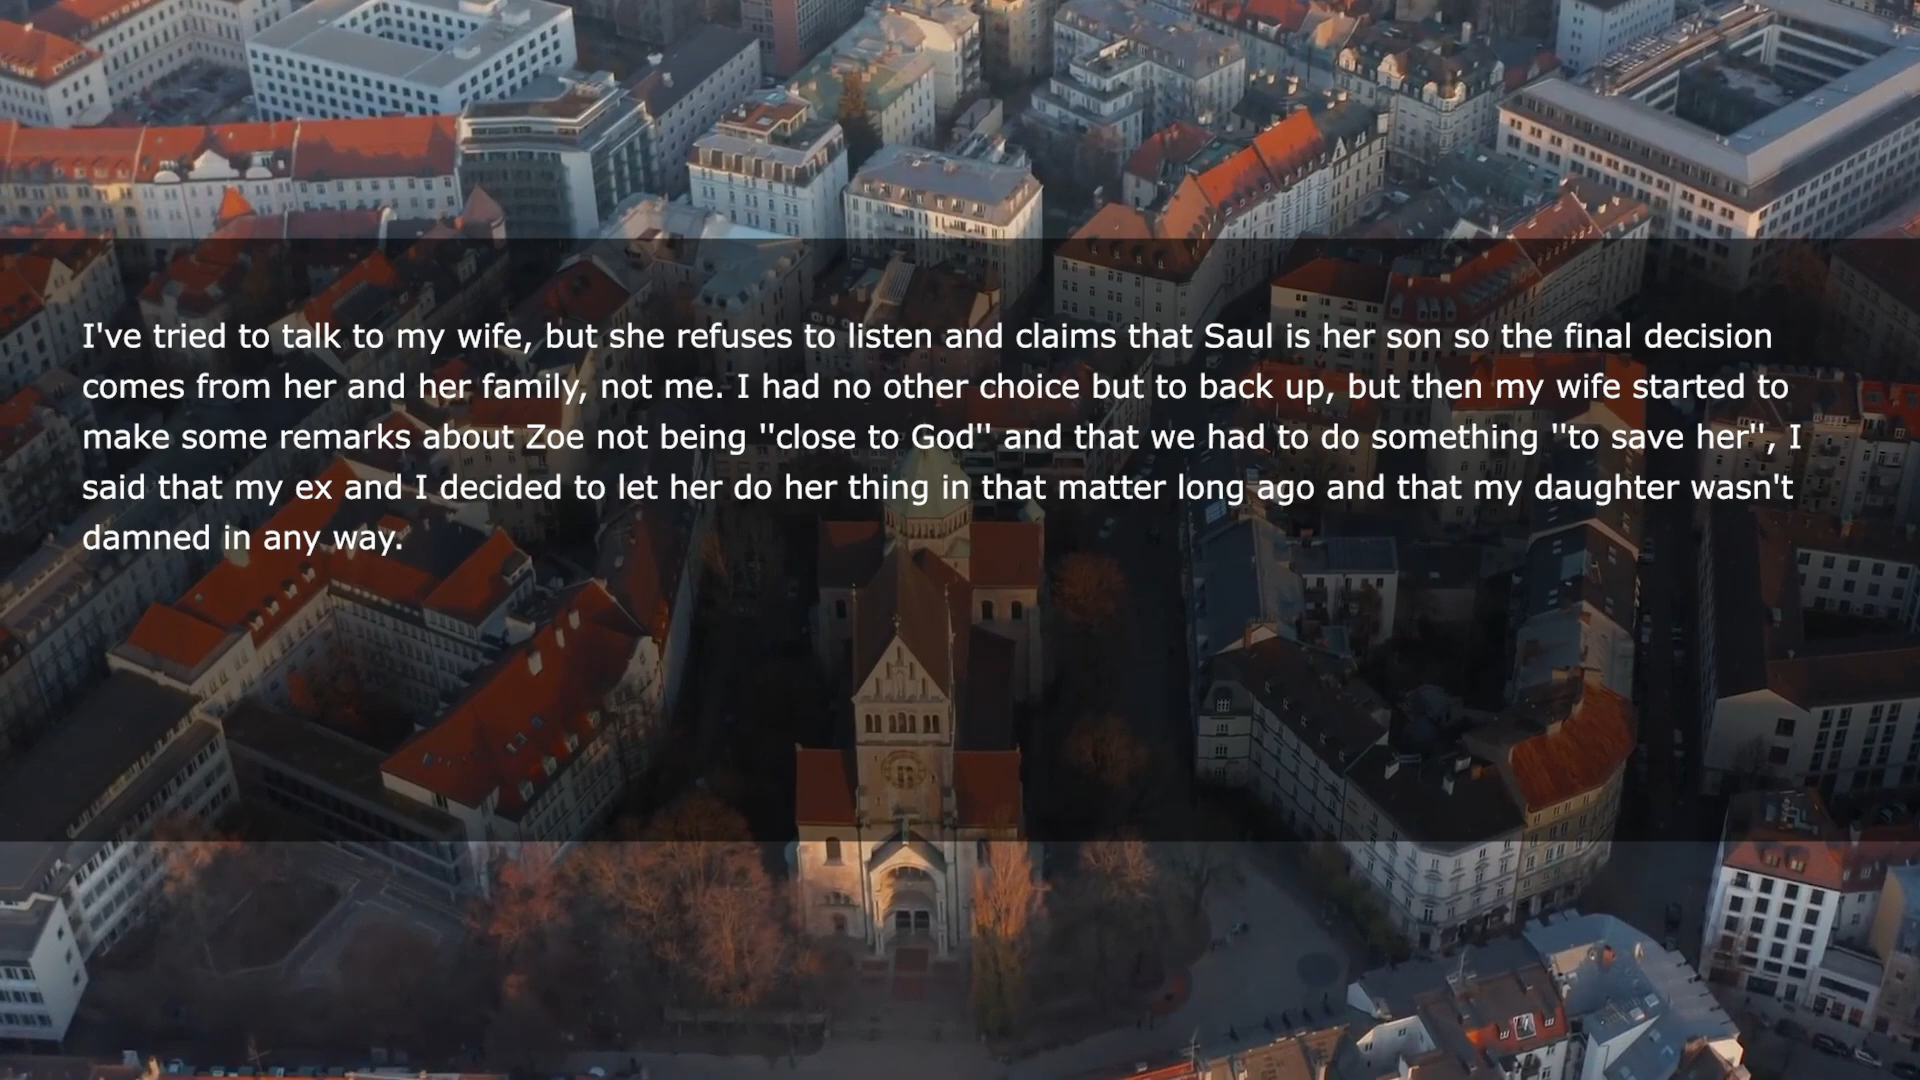 I've tried to talk to my wife, but she refuses to listen and claims that Saul is her son so the final decision
comes from her and her family, not me. I had no other choice but to back up, but then my wife started to
make some remarks about Zoe not being ''close to God'' and that we had to do something ''to save her'', I
said that my ex and I decided to let her do her thing in that matter long ago and that my daughter wasn't
damned in any way.